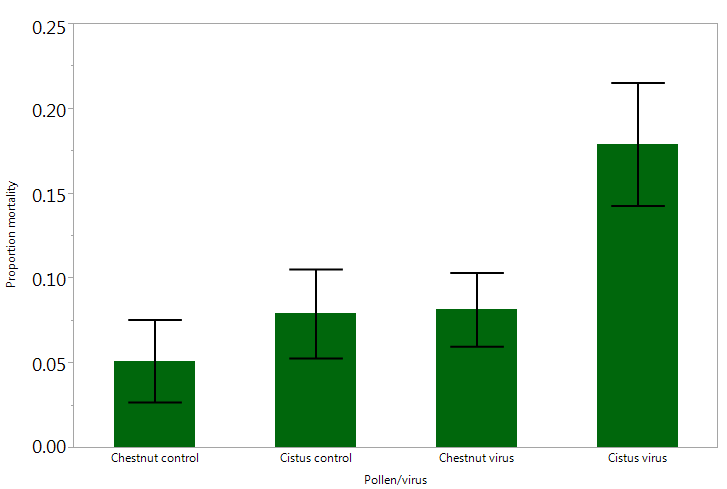 0.25
0.20
0.15
0.10
0.05
0.00
Proportion mortality
Chestnut control Cistus control Chestnut virus Cistus virus
Pollen/virus